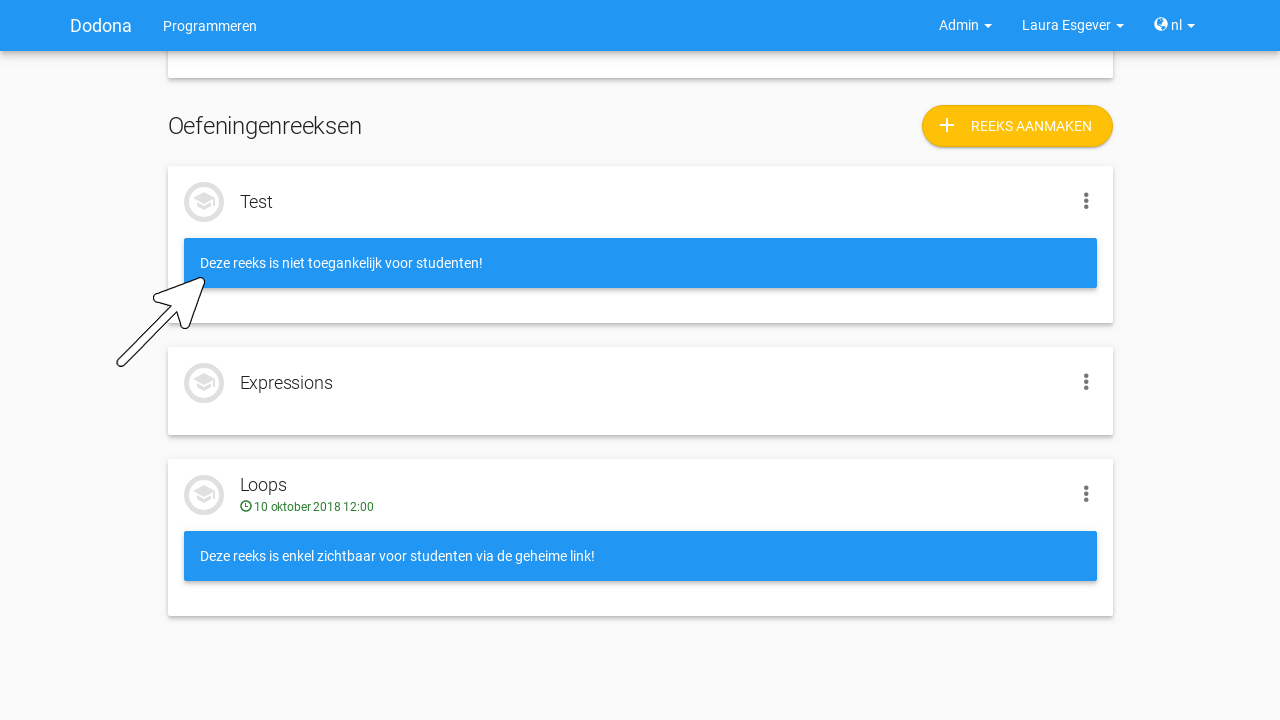 Dodona Programmeren Admin Laura Esgever nl
Oefeningenreeksen
REEKS AANMAKEN
Test
Deze reeks is niet toegankelijk voor studenten!
Expressions
Loops
10 oktober 2018 12:00
Deze reeks is enkel zichtbaar voor studenten via de geheime link!